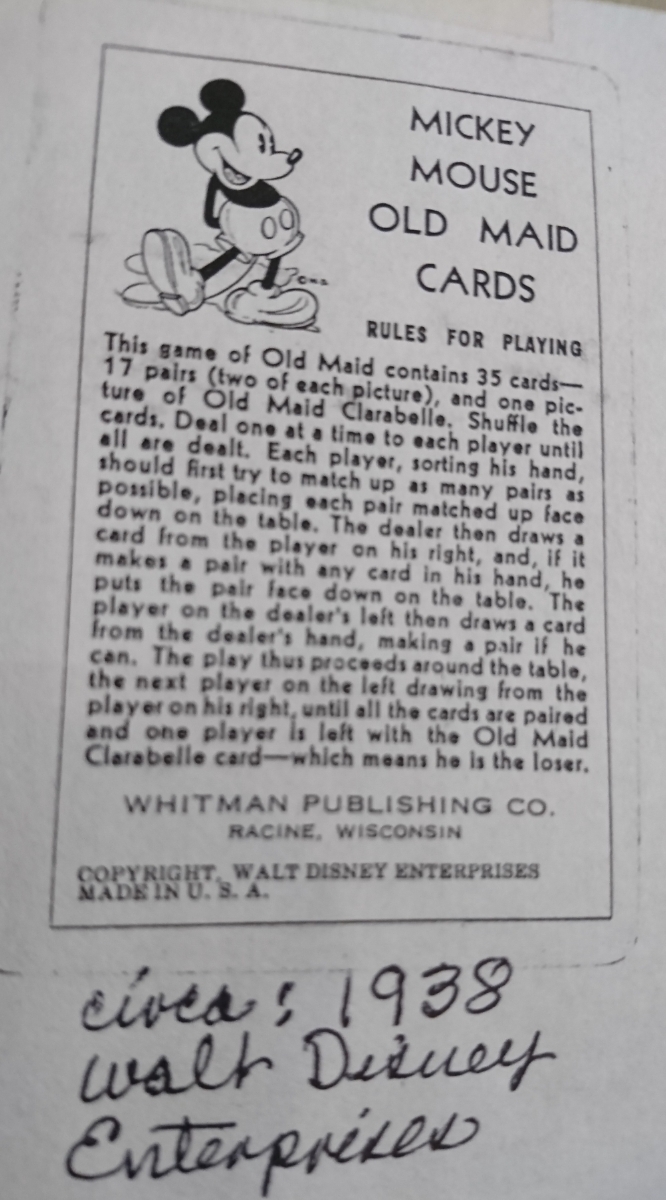 MICKEY
MOUSE
OLD MAID
CARDS
RULES FOR PLAYING
This game of Old Maid contains 35 cards—
17 pairs (two of each picture), and one pic-
ture of Old Maid Clarabelle. Shuffle the
cards. Deal one at a time to each player until
all are dealt. Each player, sorting his hand,
should first try to match up as many pairs as
possible, placing each pair matched up face
down on the table. The dealer then draws a
card from the player on his right, and, if it
makes a pair with any card in his hand, he
puts the pair face down on the table. The
player on the dealer's left then draws a card
from the dealer's hand, making a pair if he
can. The play thus proceeds around the table,
the next player on the left drawing from the
player on his right, until all the cards are paired
and one player is left with the Old Maid
Clarabelle card—which means he is the loser.
WHITMAN PUBLISHING CO.
RACINE, WISCONSIN
COPYRIGHT, WALT DISNEY ENTERPRISES
MADE IN U. S. A.
circa: 1938
Walt Disney
Enterprises